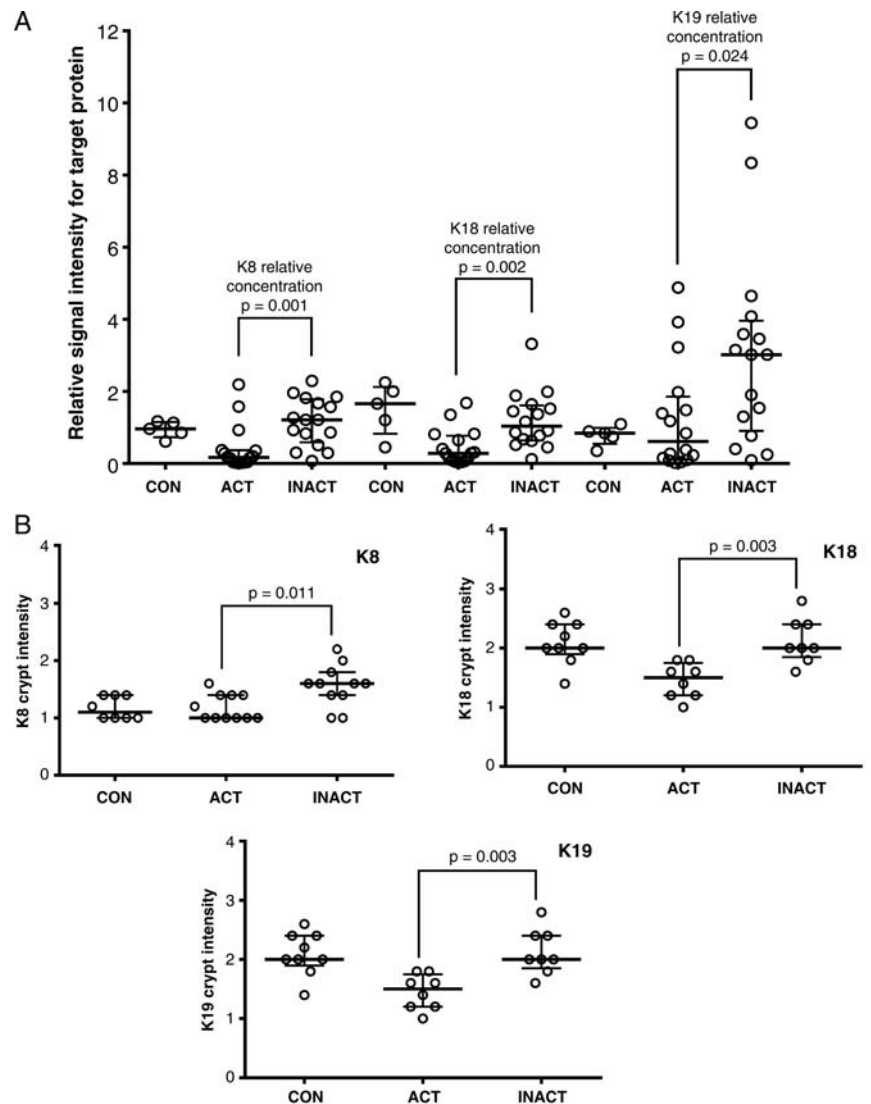 A
Relative signal intensity for target protein
12
10
8
6
4
2
0
K8 relative
concentration
p = 0.001
K18 relative
concentration
p = 0.002
K19 relative
concentration
p = 0.024
CON ACT INACT CON ACT INACT CON ACT INACT
B
K8
K8 crypt intensity
4
3
2
1
0
p = 0.011
CON ACT INACT
K18
K18 crypt intensity
4
3
2
1
0
p = 0.003
CON ACT INACT
K19
K19 crypt intensity
4
3
2
1
0
p = 0.003
CON ACT INACT